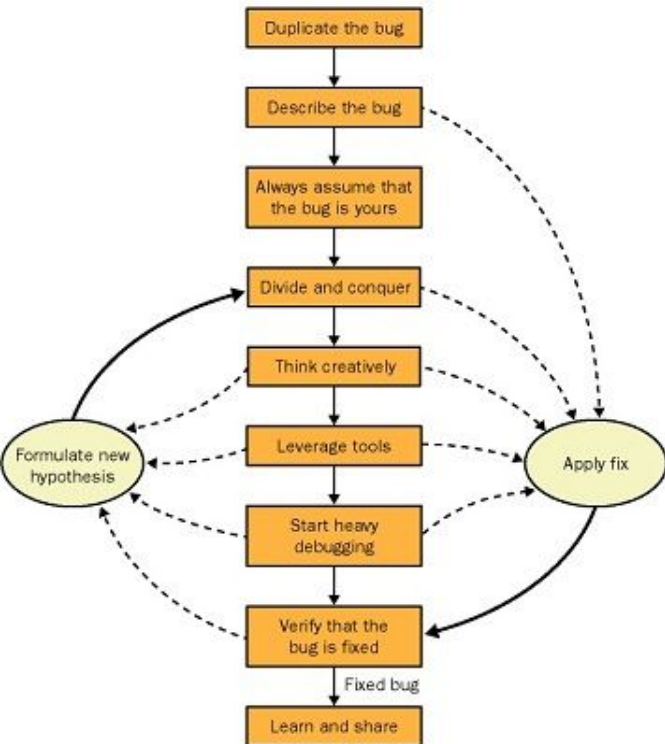 Duplicate the bug
Describe the bug
Always assume that
the bug is yours
Divide and conquer
Think creatively
Formulate new
hypothesis
Leverage tools
Apply fix
Start heavy
debugging
Verify that the
bug is fixed
Fixed bug
Learn and share